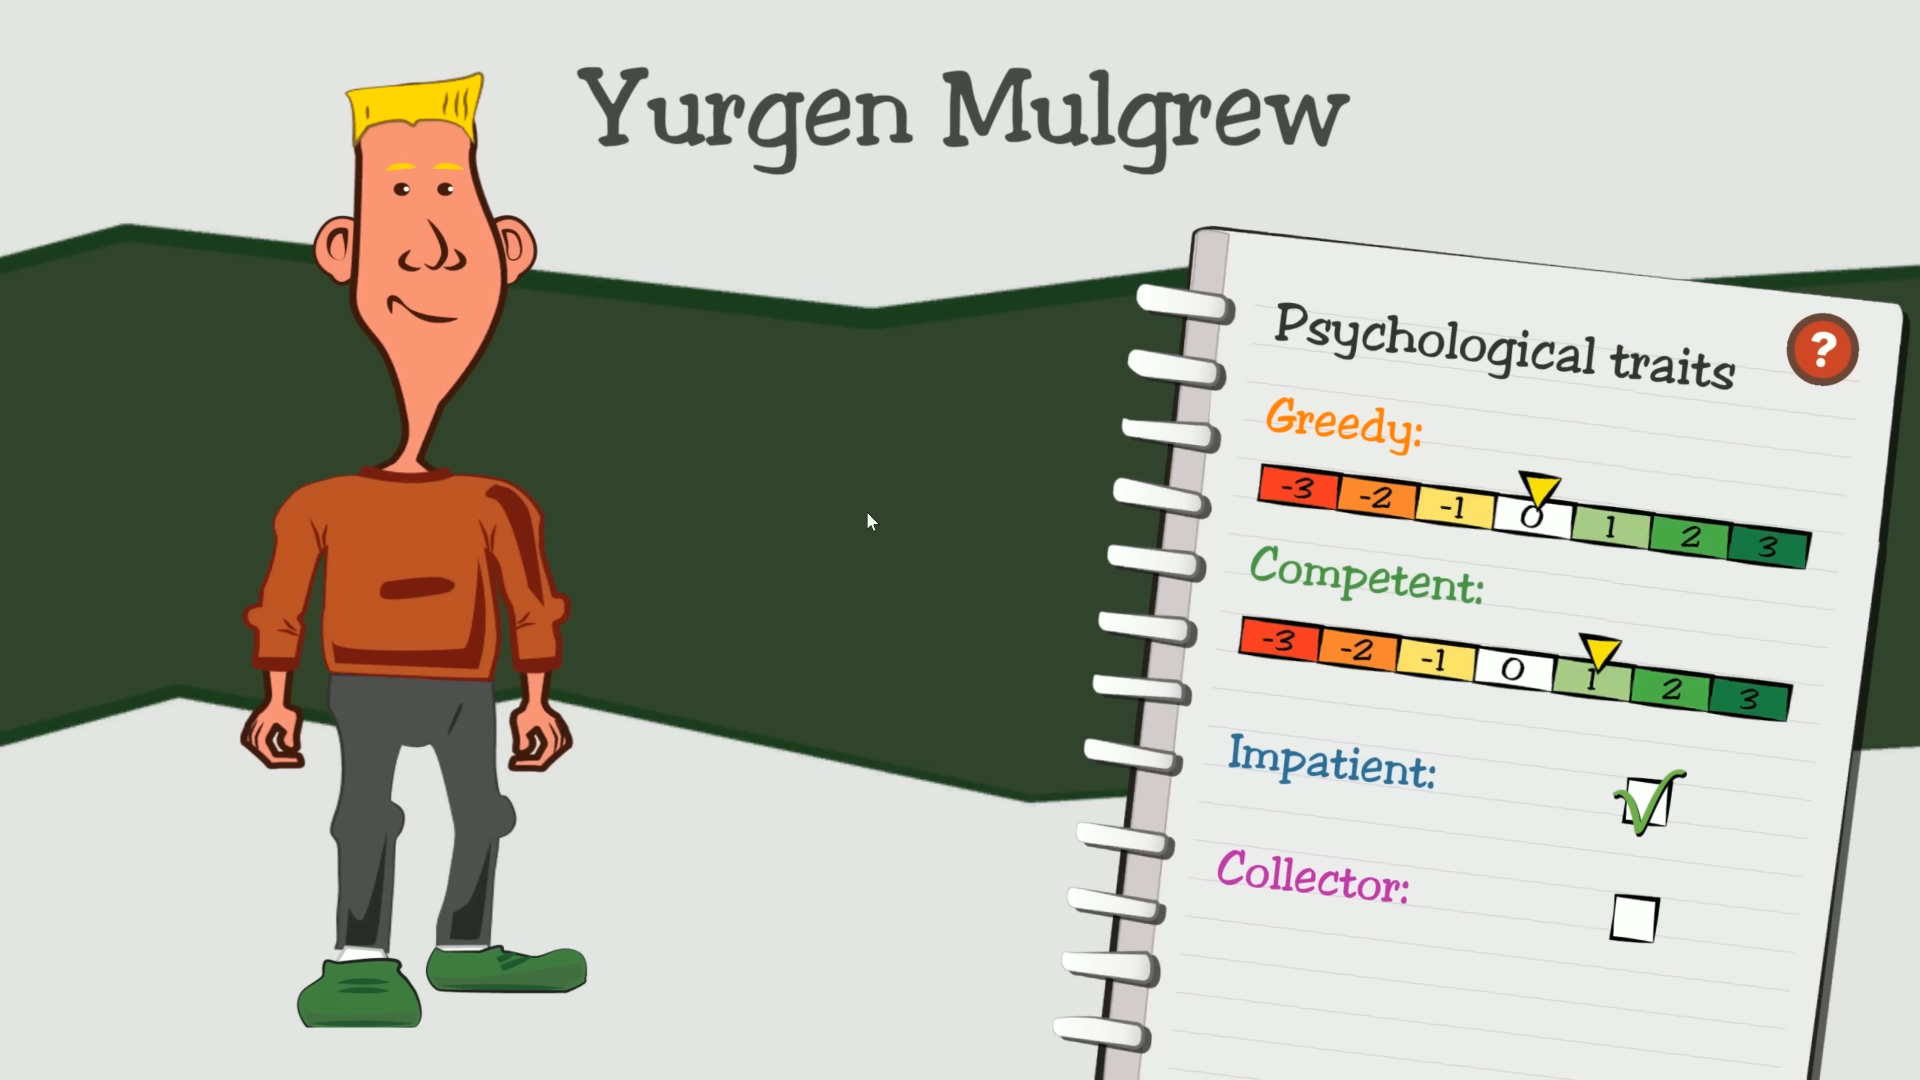 Yurgen Mulgrew
Psychological traits
?
Greedy:
-3 -2 -1 0 1 2 3
Competent:
-3 -2 -1 0 1 2 3
Impatient:
Collector: